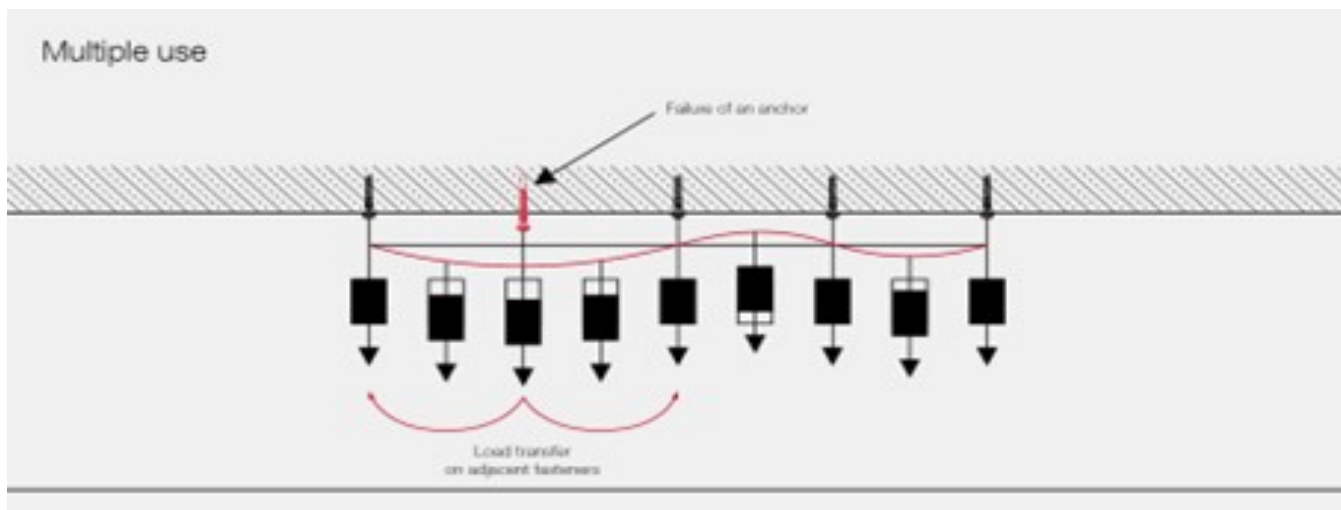 Multiple use
Failure of an anchor
Load transfer
on adjacent fasteners